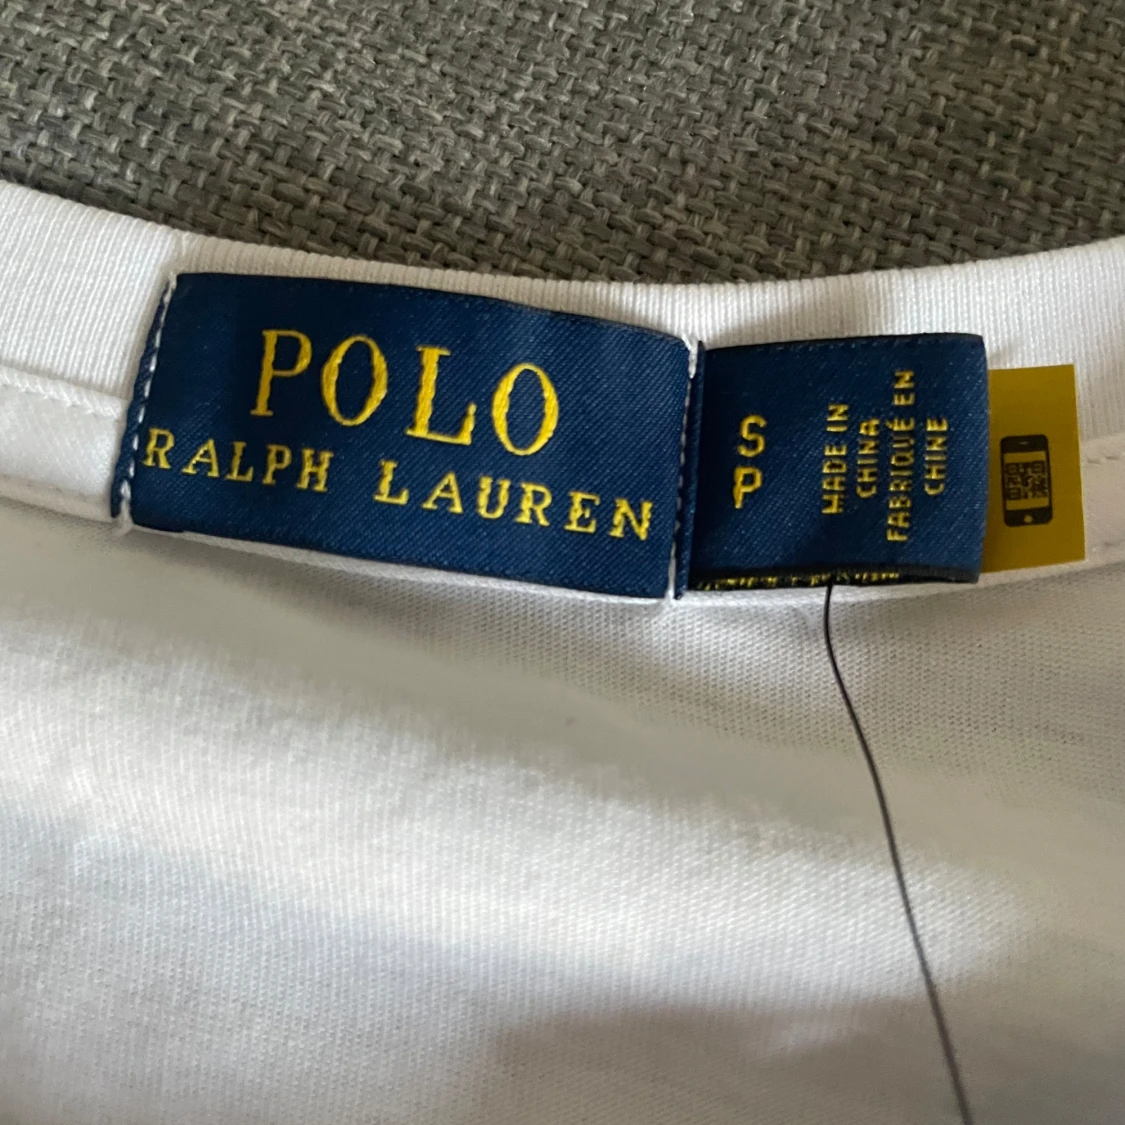 POLO
RALPH LAUREN
S
P
MADE IN
CHINA
FABRIQUÉ EN
CHINE